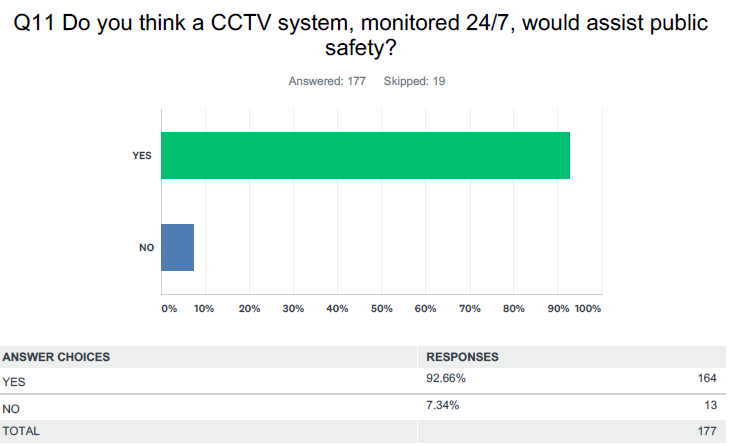 Q11 Do you think a CCTV system, monitored 24/7, would assist public
safety?
Answered: 177 Skipped: 19
YES
NO
0% 10% 20% 30% 40% 50% 60% 70% 80% 90% 100%
ANSWER CHOICES RESPONSES
YES 92.66% 164
NO 7.34% 13
TOTAL 177